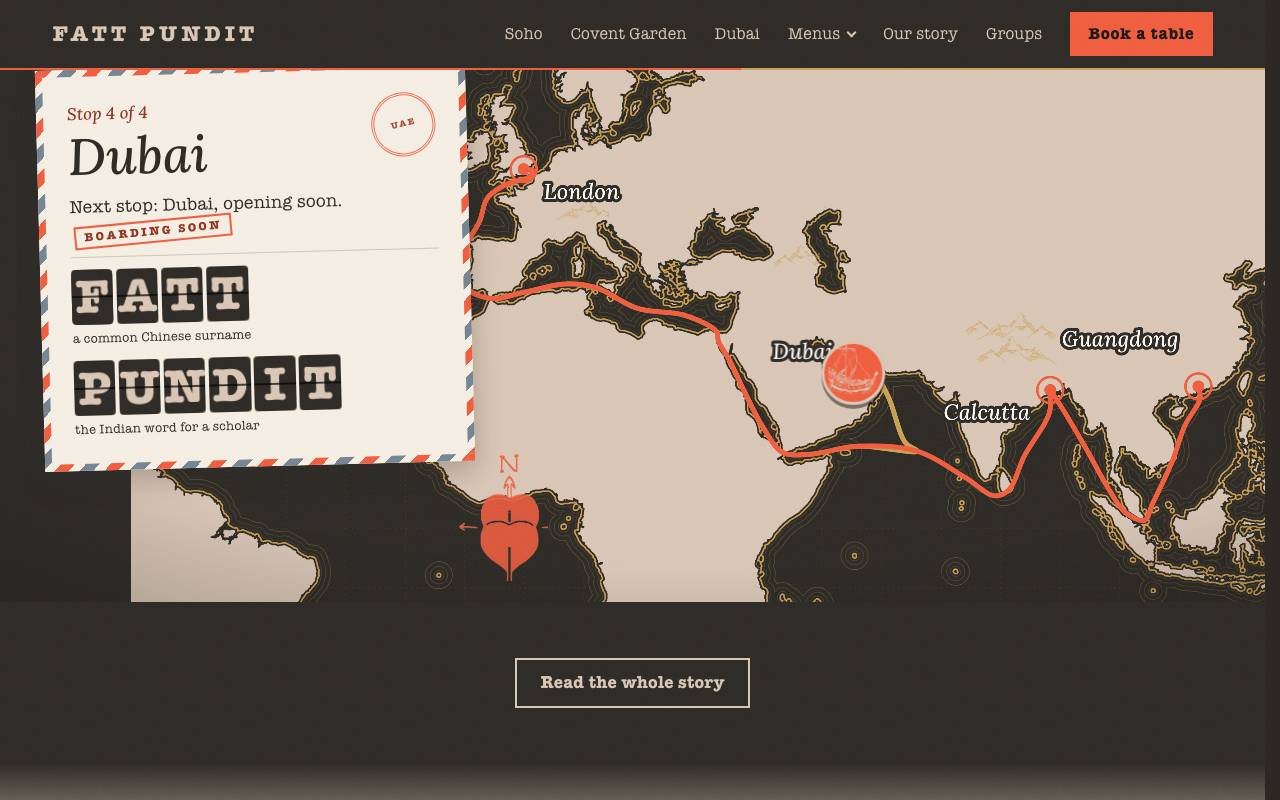 FATT PUNDIT
Soho
Covent Garden
Dubai
Menus
Our story
Groups
Book a table
Stop 4 of 4
UAE
Dubai
Next stop: Dubai, opening soon.
BOARDING SOON
FATT
a common Chinese surname
PUNDIT
the Indian word for a scholar
London
Dubai
Guangdong
Calcutta
N
Read the whole story